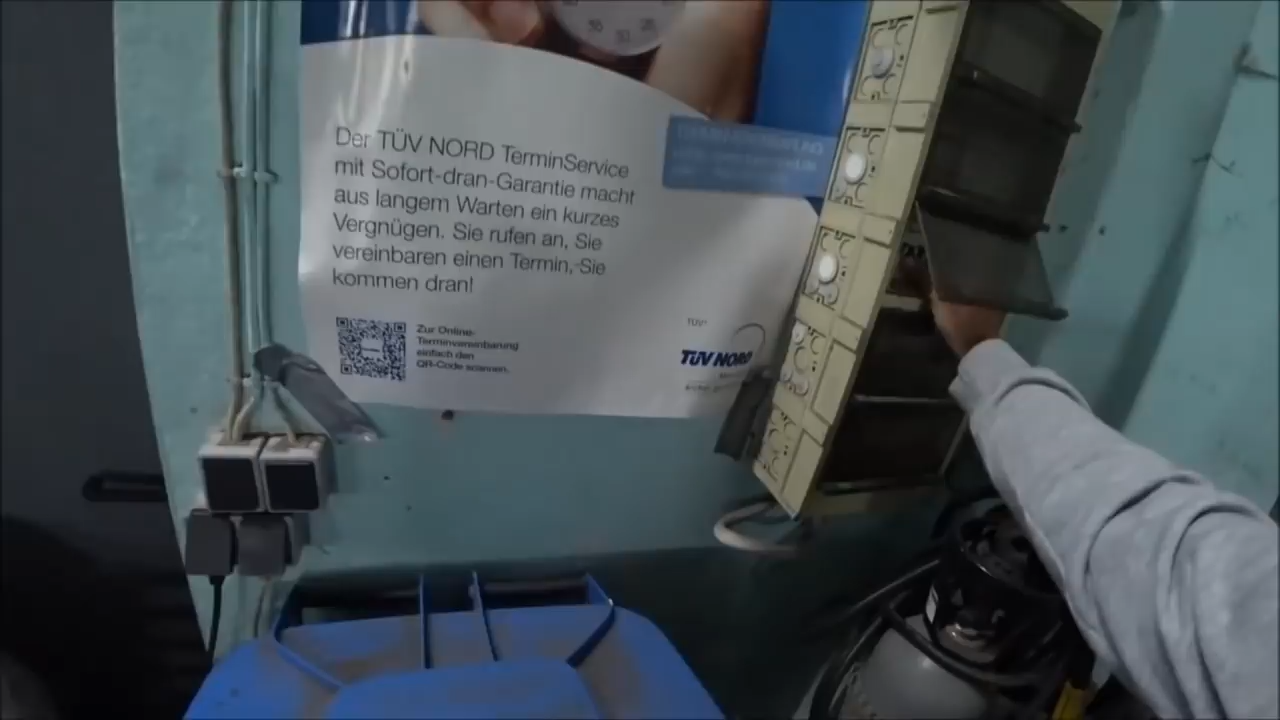 Der TÜV NORD TerminService
mit Sofort-dran-Garantie macht
aus langem Warten ein kurzes
Vergnügen. Sie rufen an, Sie
vereinbaren einen Termin, Sie
kommen dran!
Zur Online-
Terminvereinbarung
einfach den
QR-Code scannen.
TÜV®
TÜV NORD